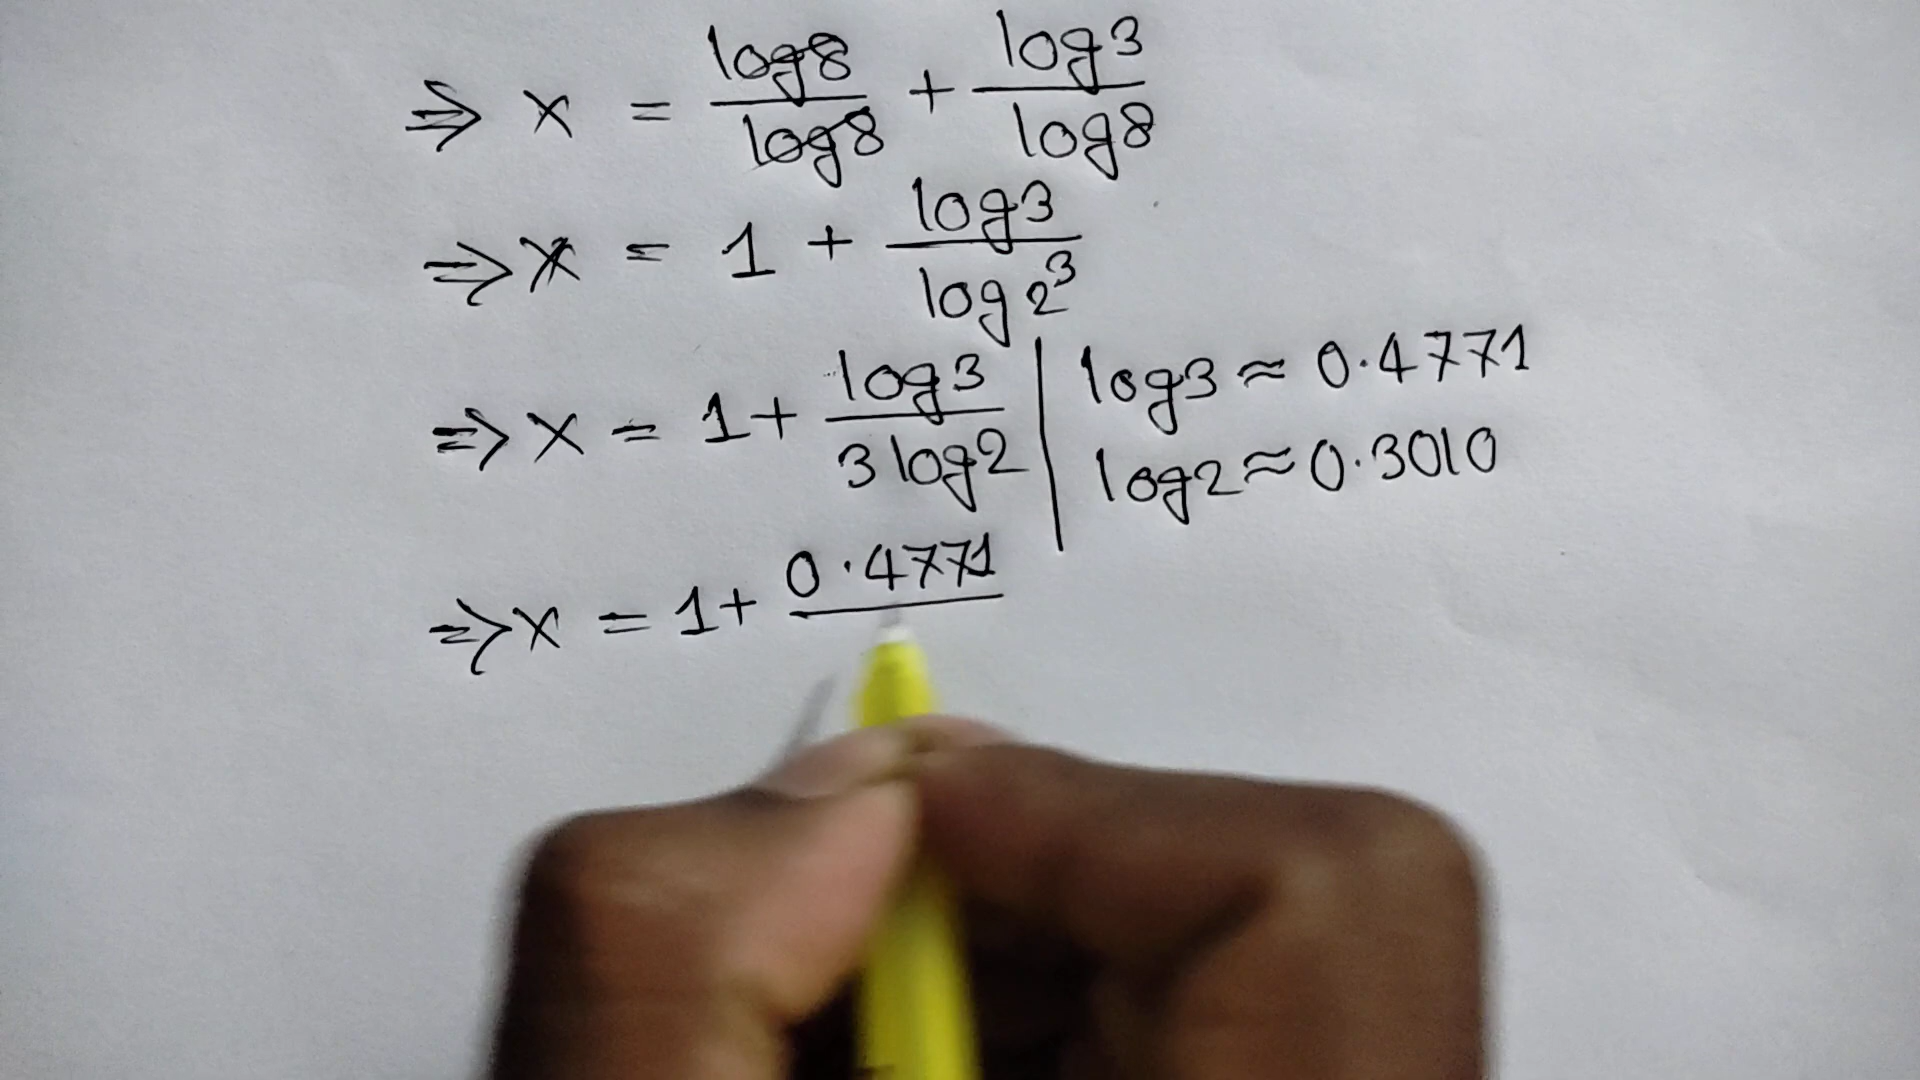 ⇒ x = log8/log8 + log3/log8
⇒ x = 1 + log3/log2³
⇒ x = 1 + log3/3log2 | log3 ≈ 0.4771
log2 ≈ 0.3010
⇒ x = 1 + 0.4771/